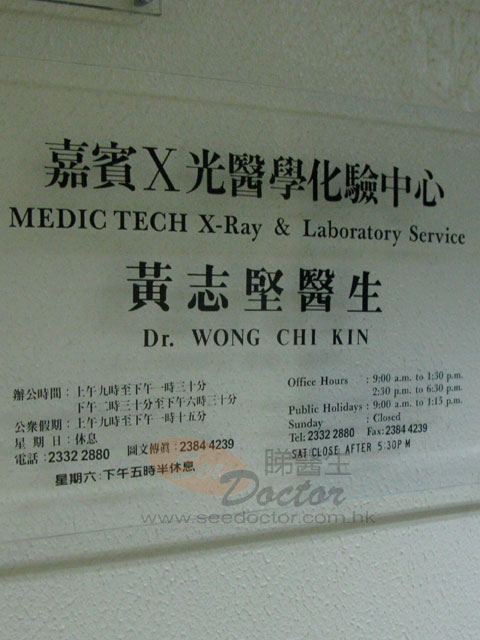 嘉賓X光醫學化驗中心
MEDIC TECH X-Ray & Laboratory Service
黃志堅醫生
Dr. WONG CHI KIN
辦公時間：上午九時至下午一時三十分
下午二時三十分至下午六時三十分
公眾假期：上午九時至下午一時十五分
星期日：休息
電話：2332 2880 圖文傳真：2384 4239
星期六:下午五時半休息
Office Hours : 9:00 a.m. to 1:30 p.m.
2:30 p.m. to 6:30 p.m.
Public Holidays : 9:00 a.m. to 1:15 p.m.
Sunday : Closed
Tel: 2332 2880 Fax: 2384 4239
SAT:CLOSE AFTER 5:30P M
睇醫生
Doctor
www.seedoctor.com.hk